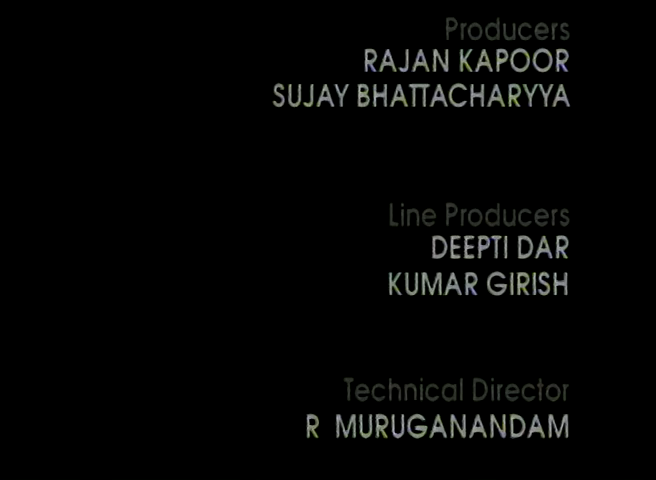 Producers
RAJAN KAPOOR
SUJAY BHATTACHARYYA
Line Producers
DEEPTI DAR
KUMAR GIRISH
Technical Director
R MURUGANANDAM